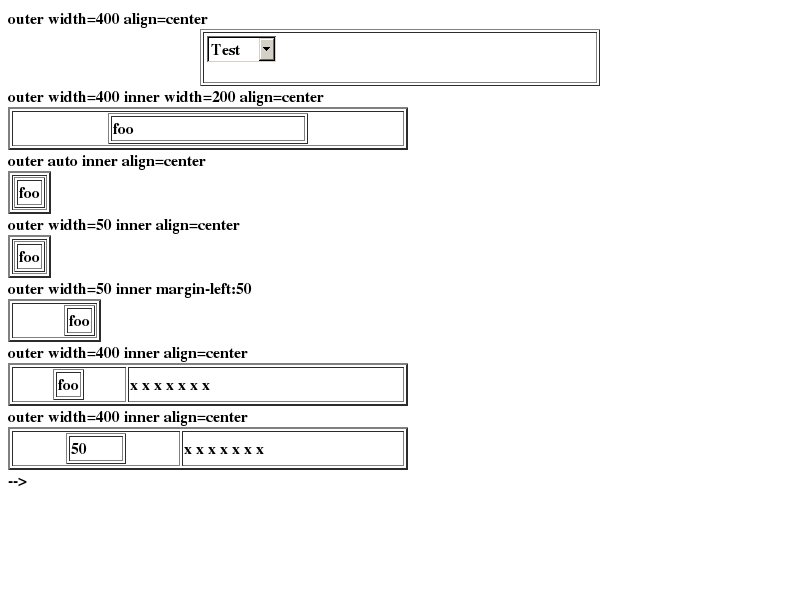 outer width=400 align=center
Test
outer width=400 inner width=200 align=center
foo
outer auto inner align=center
foo
outer width=50 inner align=center
foo
outer width=50 inner margin-left:50
foo
outer width=400 inner align=center
foo x x x x x x x
outer width=400 inner align=center
50 x x x x x x x
-->